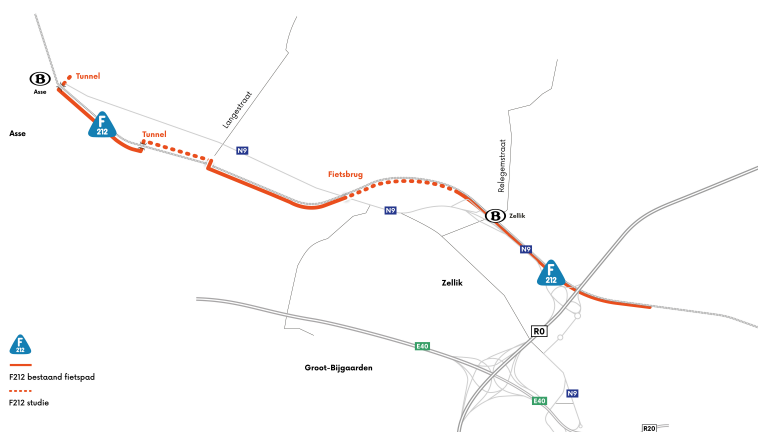 B
Tunnel
Asse
Langestraat
F
212
Asse
Tunnel
N9
Relegemstraat
Fietsbrug
N9
B
Zellik
N9
F
212
Zellik
R0
F
212
E40
F212 bestaand fietspad
Groot-Bijgaarden
N9
F212 studie
E40
R20